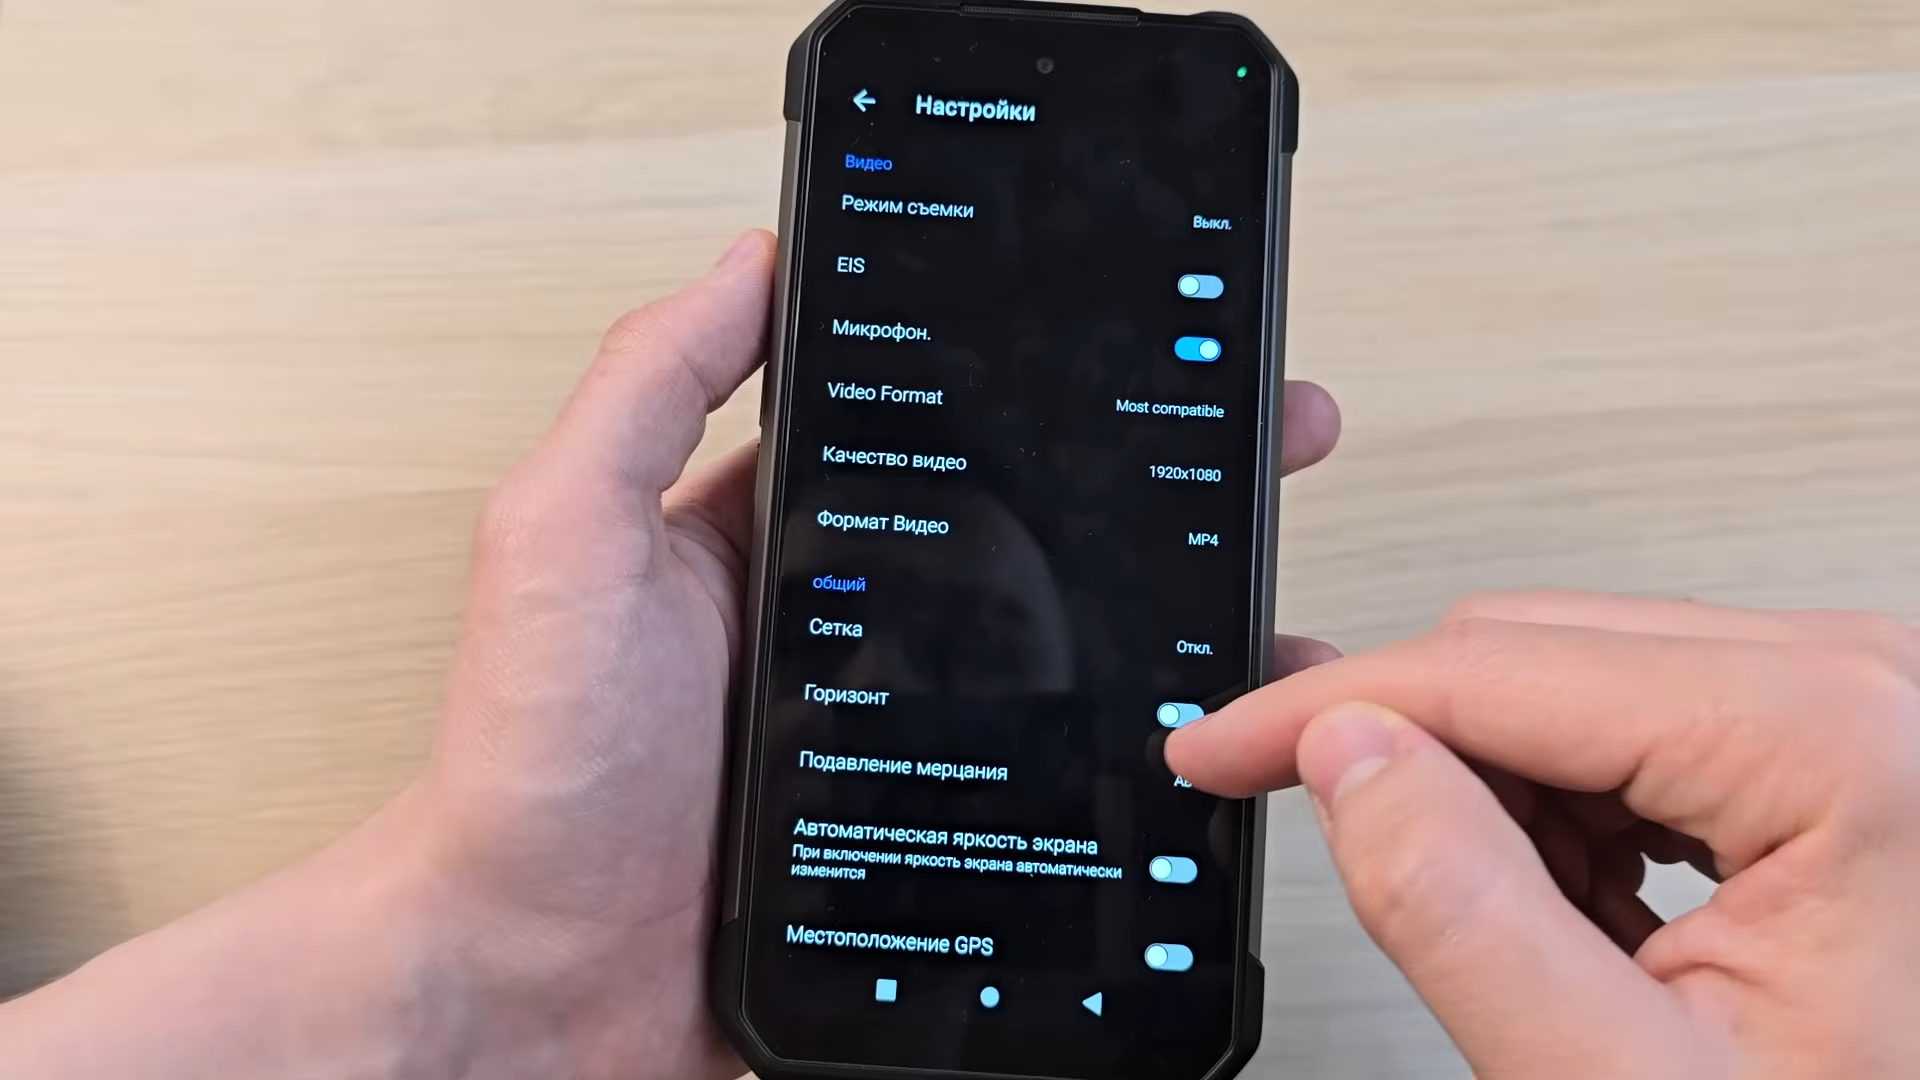 Настройки
Видео
Режим съемки
Выкл.
EIS
Микрофон.
Video Format
Most compatible
Качество видео
1920x1080
Формат Видео
MP4
общий
Сетка
Откл.
Горизонт
Подавление мерцания
Автоматическая яркость экрана
При включении яркость экрана автоматически
изменится
Местоположение GPS